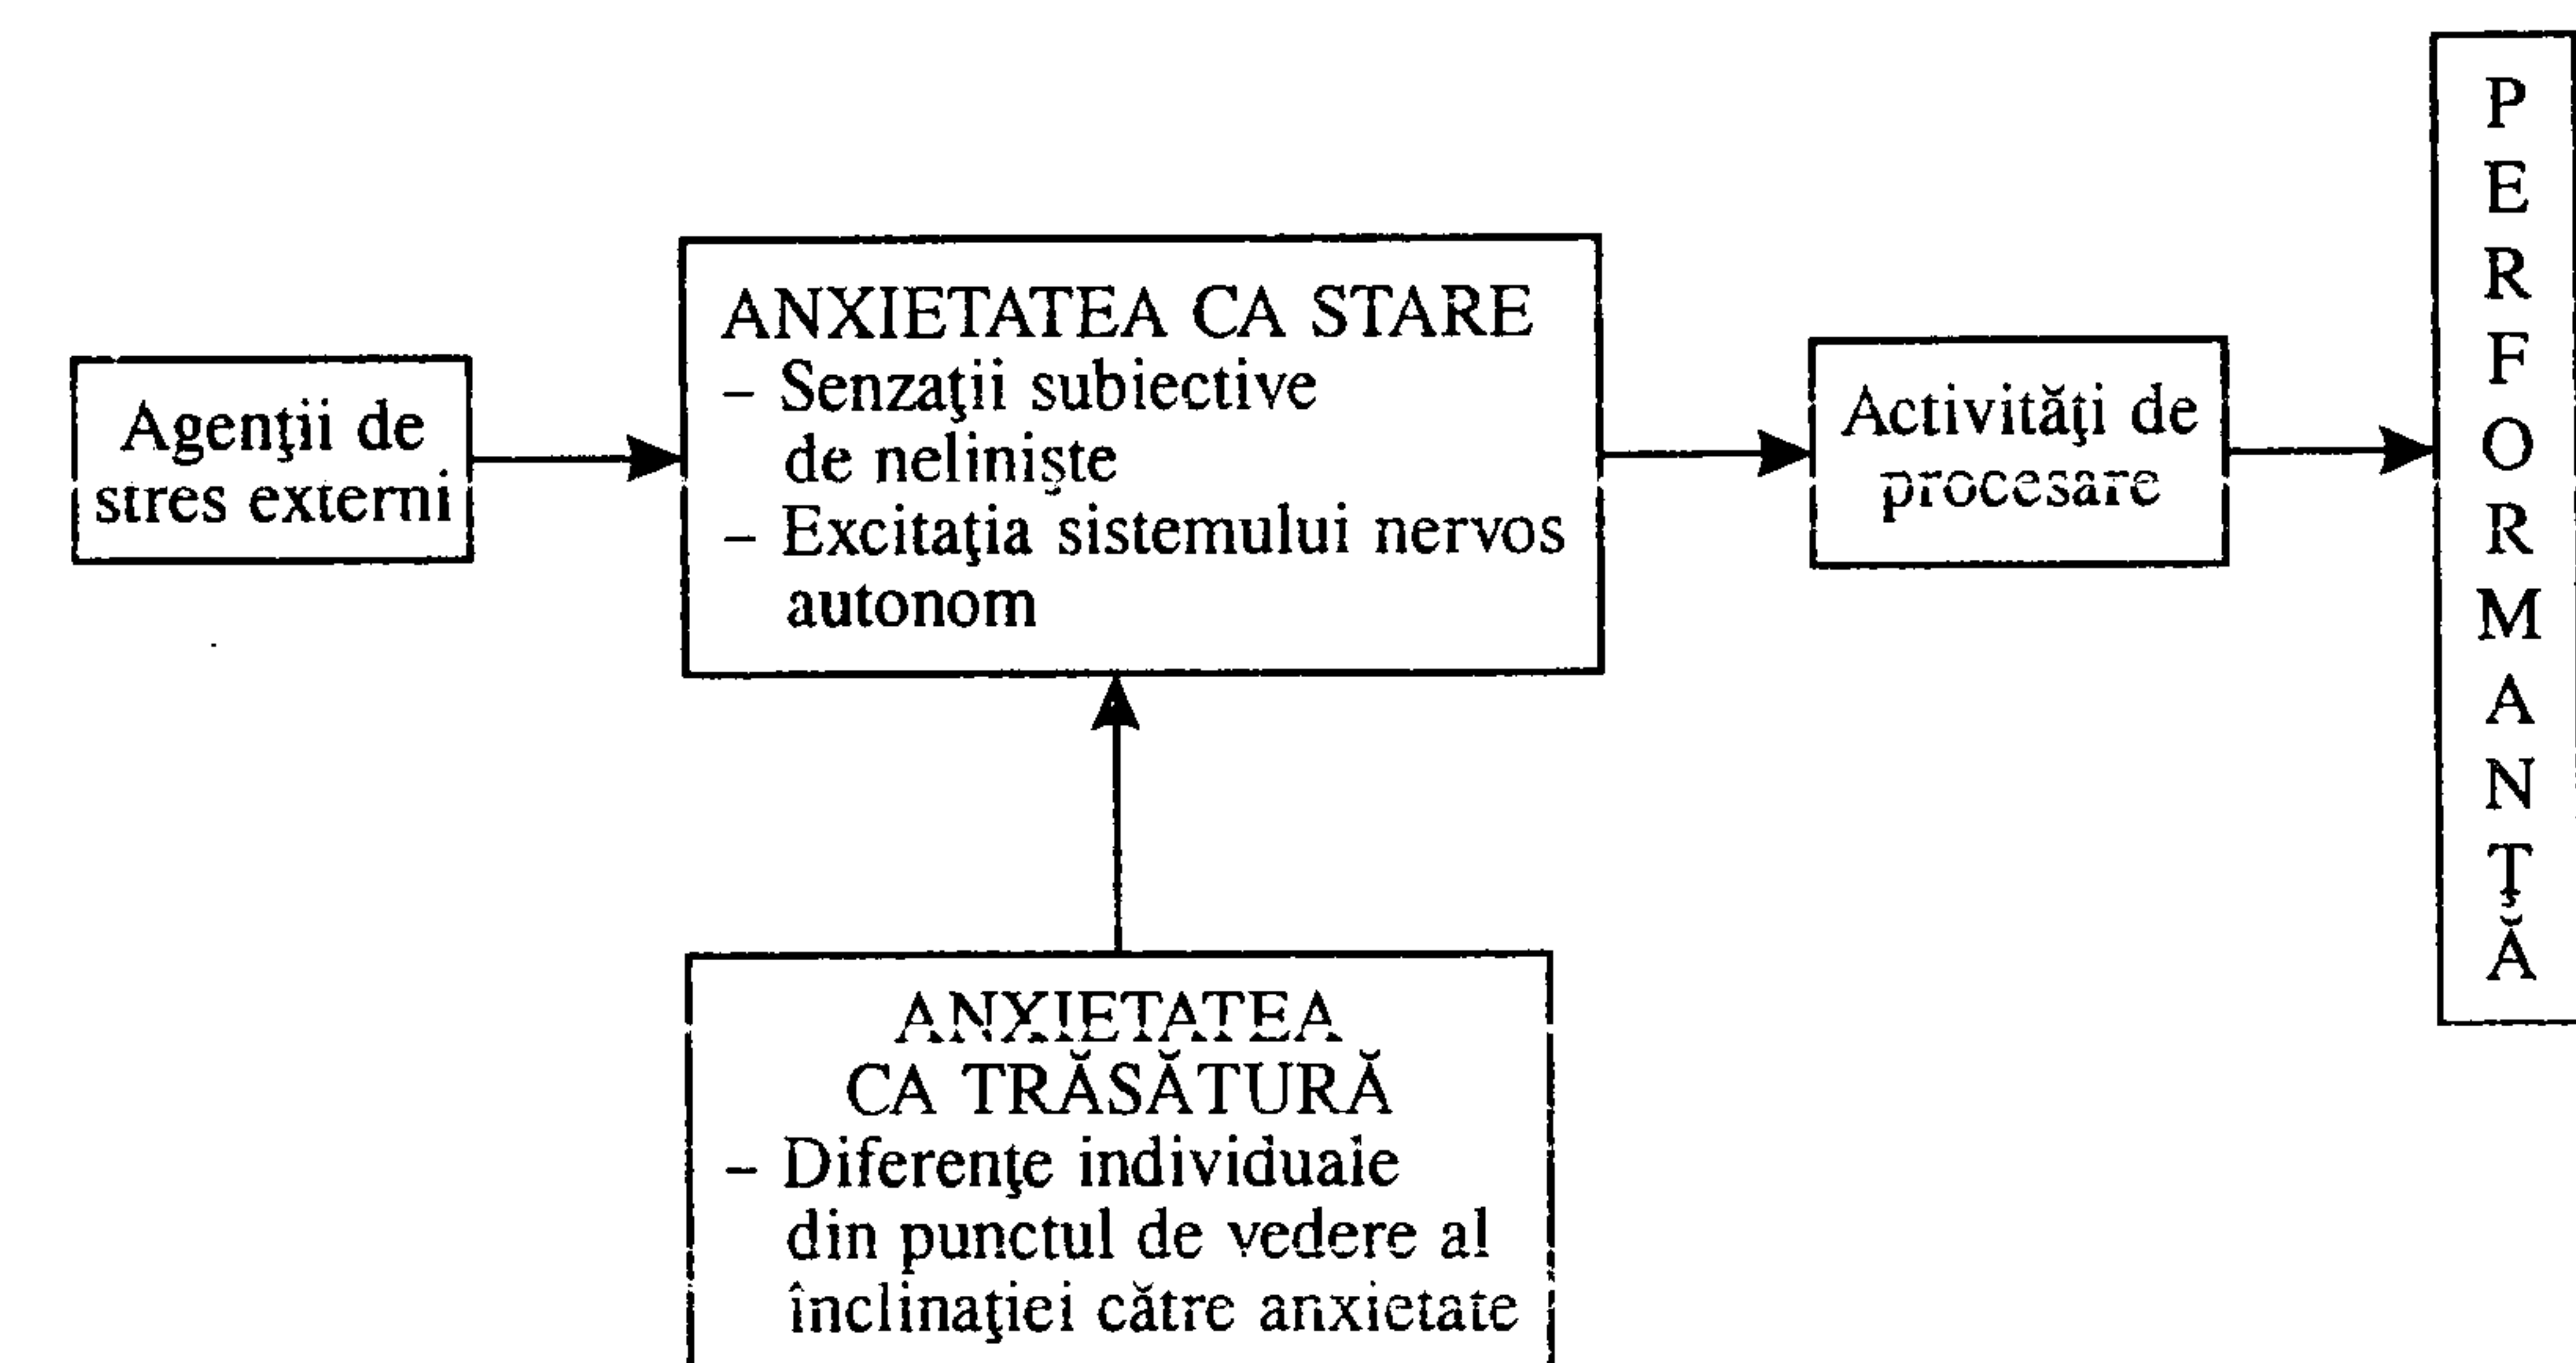 Agenţii de
stres externi
ANXIETATEA CA STARE
– Senzaţii subiective
de nelinişte
– Excitaţia sistemului nervos
autonom
Activităţi de
procesare
PERFORMANŢĂ
ANXIETATEA
CA TRĂSĂTURĂ
– Diferenţe individuale
din punctul de vedere al
înclinaţiei către anxietate